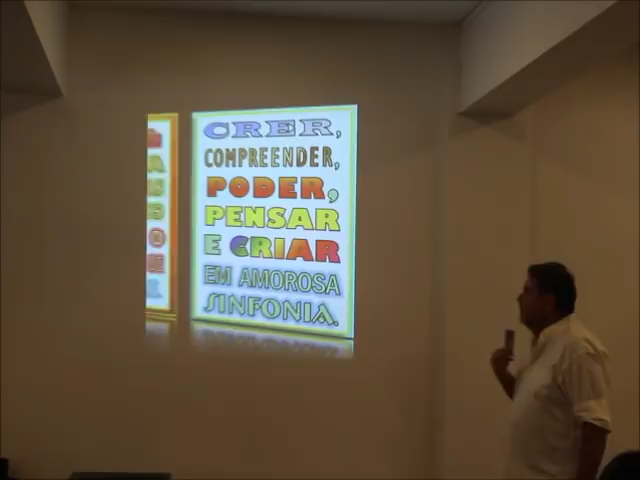 CRER,
COMPREENDER,
PODER,
PENSAR
E CRIAR
EM AMOROSA
SINFONIA.